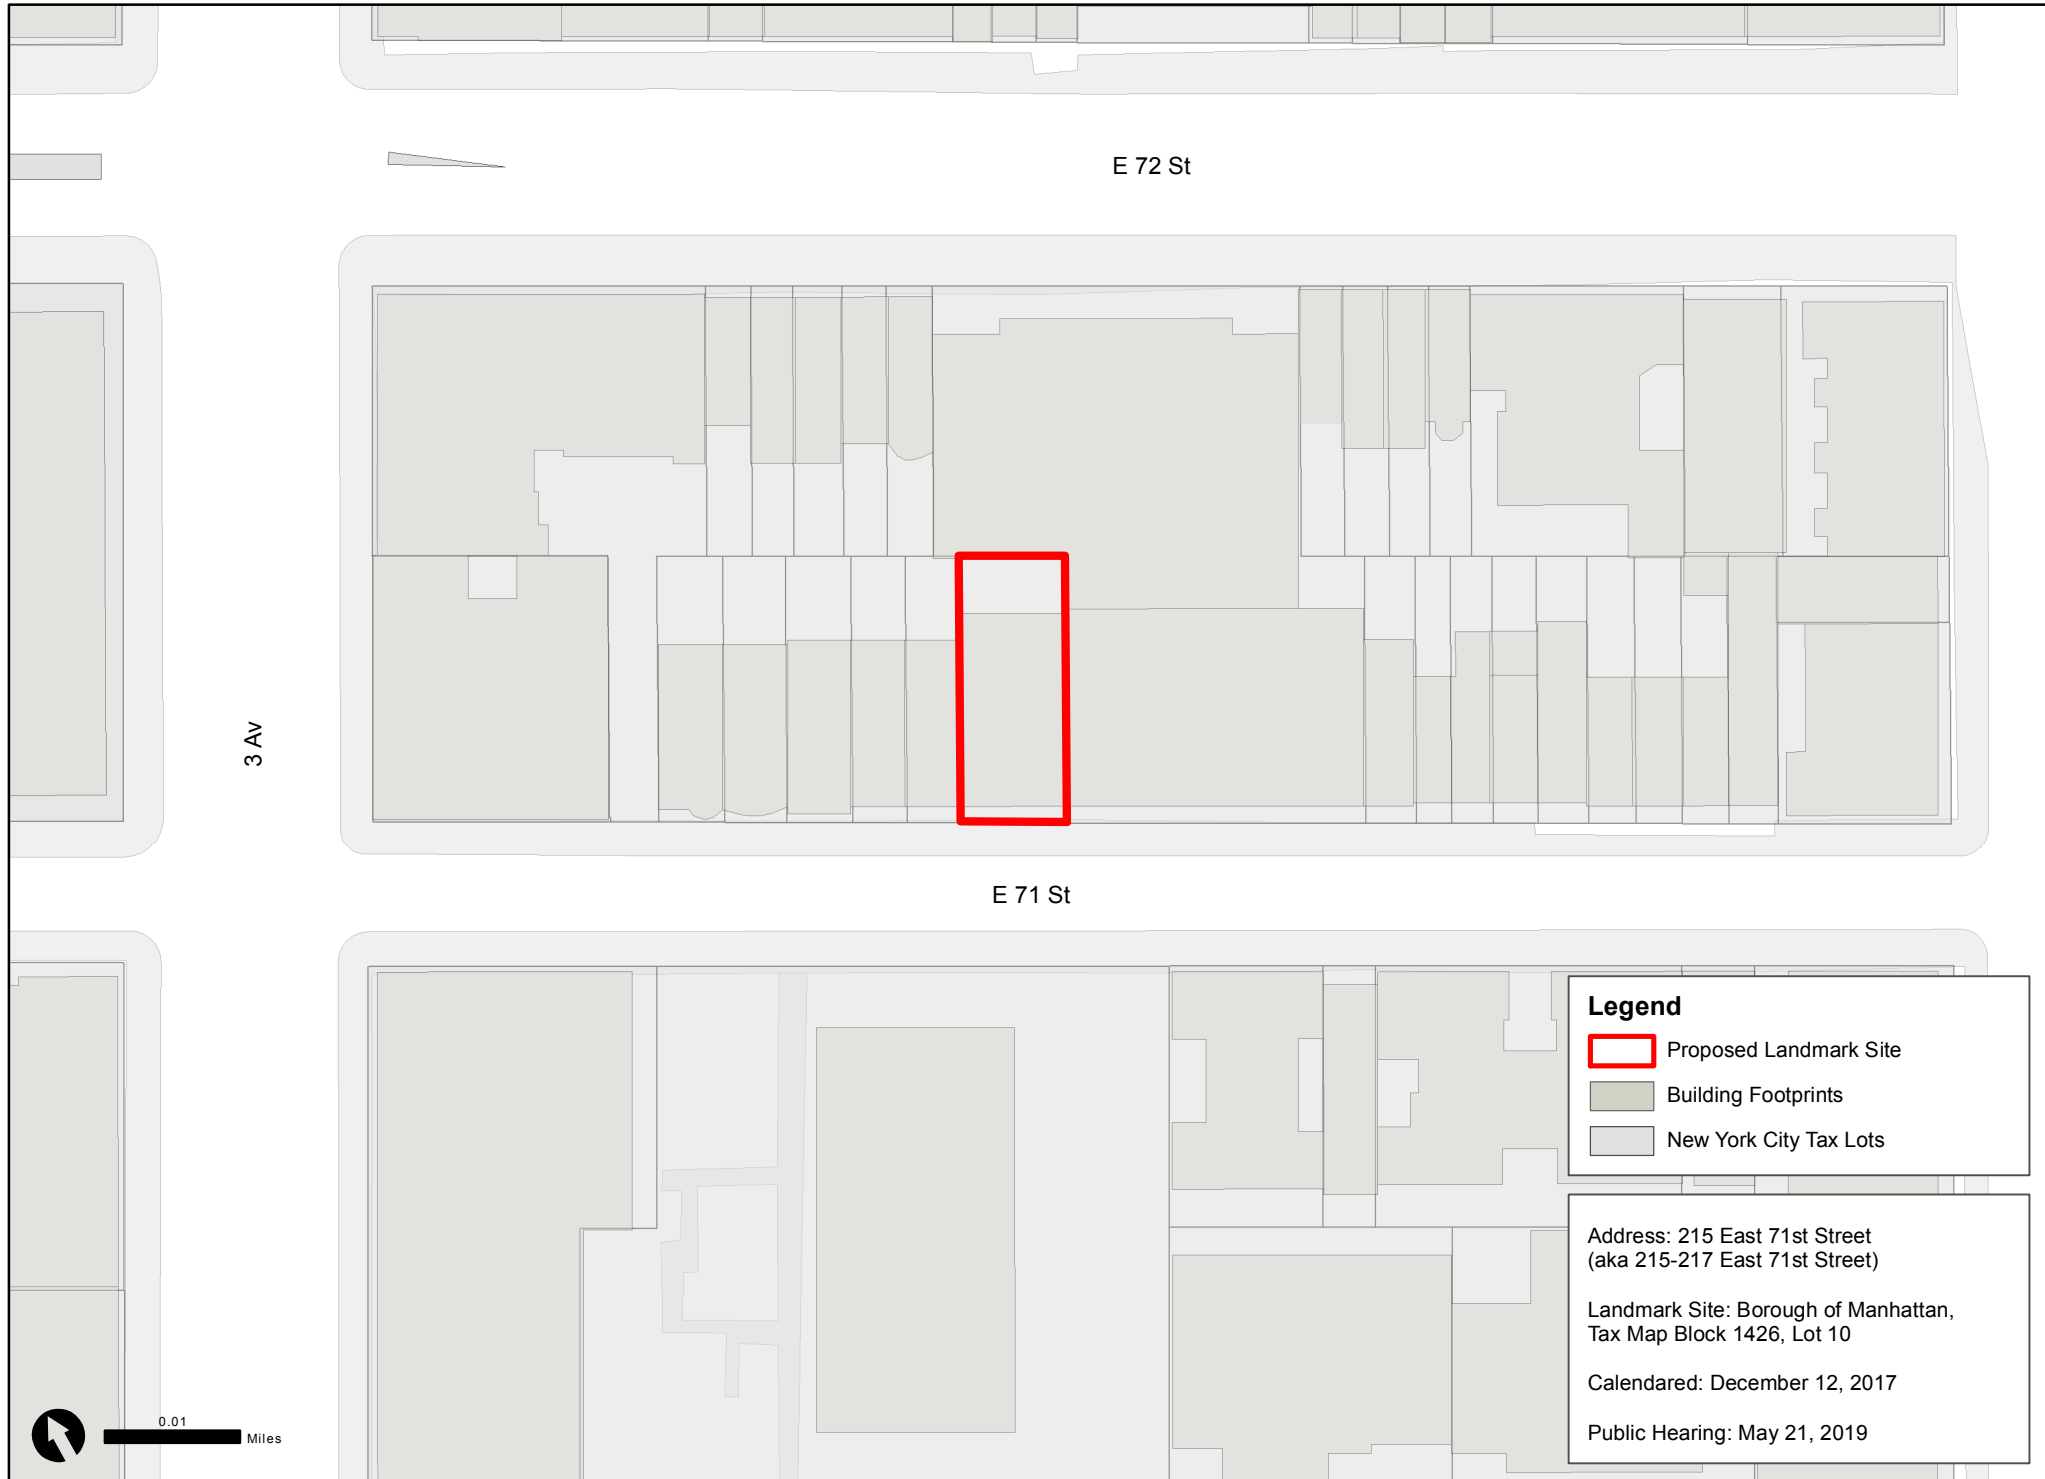 E 72 St
3 Av
E 71 St
Legend
Proposed Landmark Site
Building Footprints
New York City Tax Lots
Address: 215 East 71st Street
(aka 215-217 East 71st Street)
Landmark Site: Borough of Manhattan,
Tax Map Block 1426, Lot 10
Calendared: December 12, 2017
Public Hearing: May 21, 2019
0.01
Miles